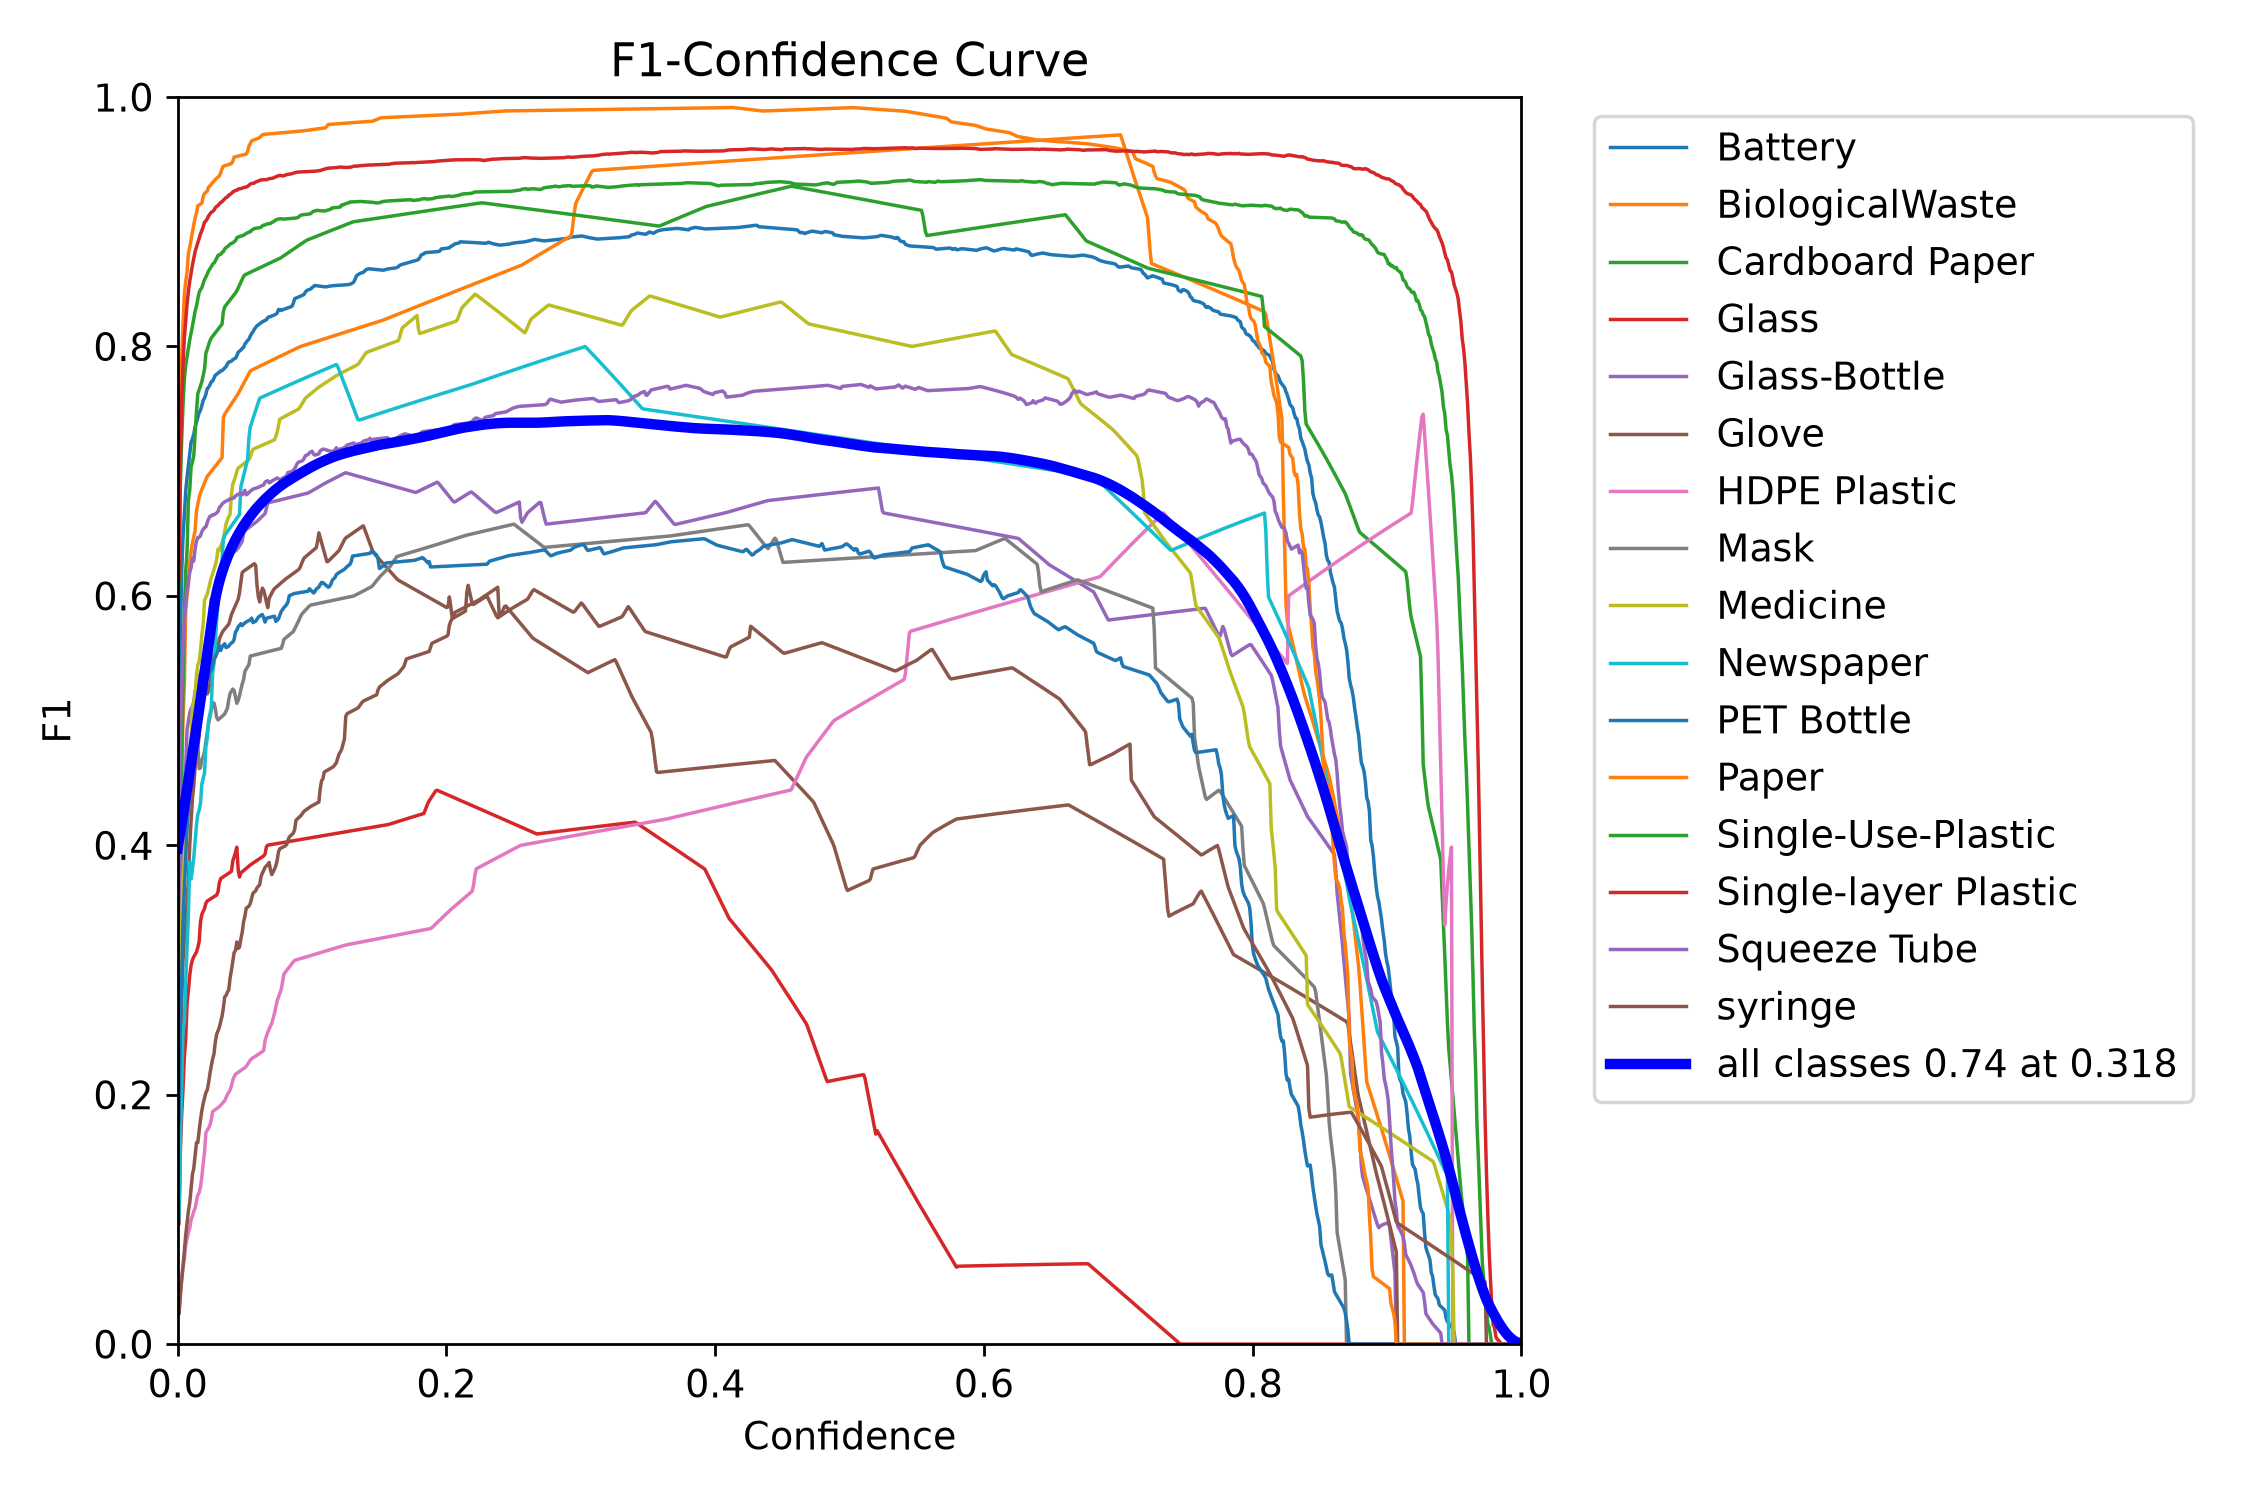 F1-Confidence Curve
1.0
0.8
0.6
0.4
0.2
0.0
F1
0.0 0.2 0.4 0.6 0.8 1.0
Confidence
Battery
BiologicalWaste
Cardboard Paper
Glass
Glass-Bottle
Glove
HDPE Plastic
Mask
Medicine
Newspaper
PET Bottle
Paper
Single-Use-Plastic
Single-layer Plastic
Squeeze Tube
syringe
all classes 0.74 at 0.318